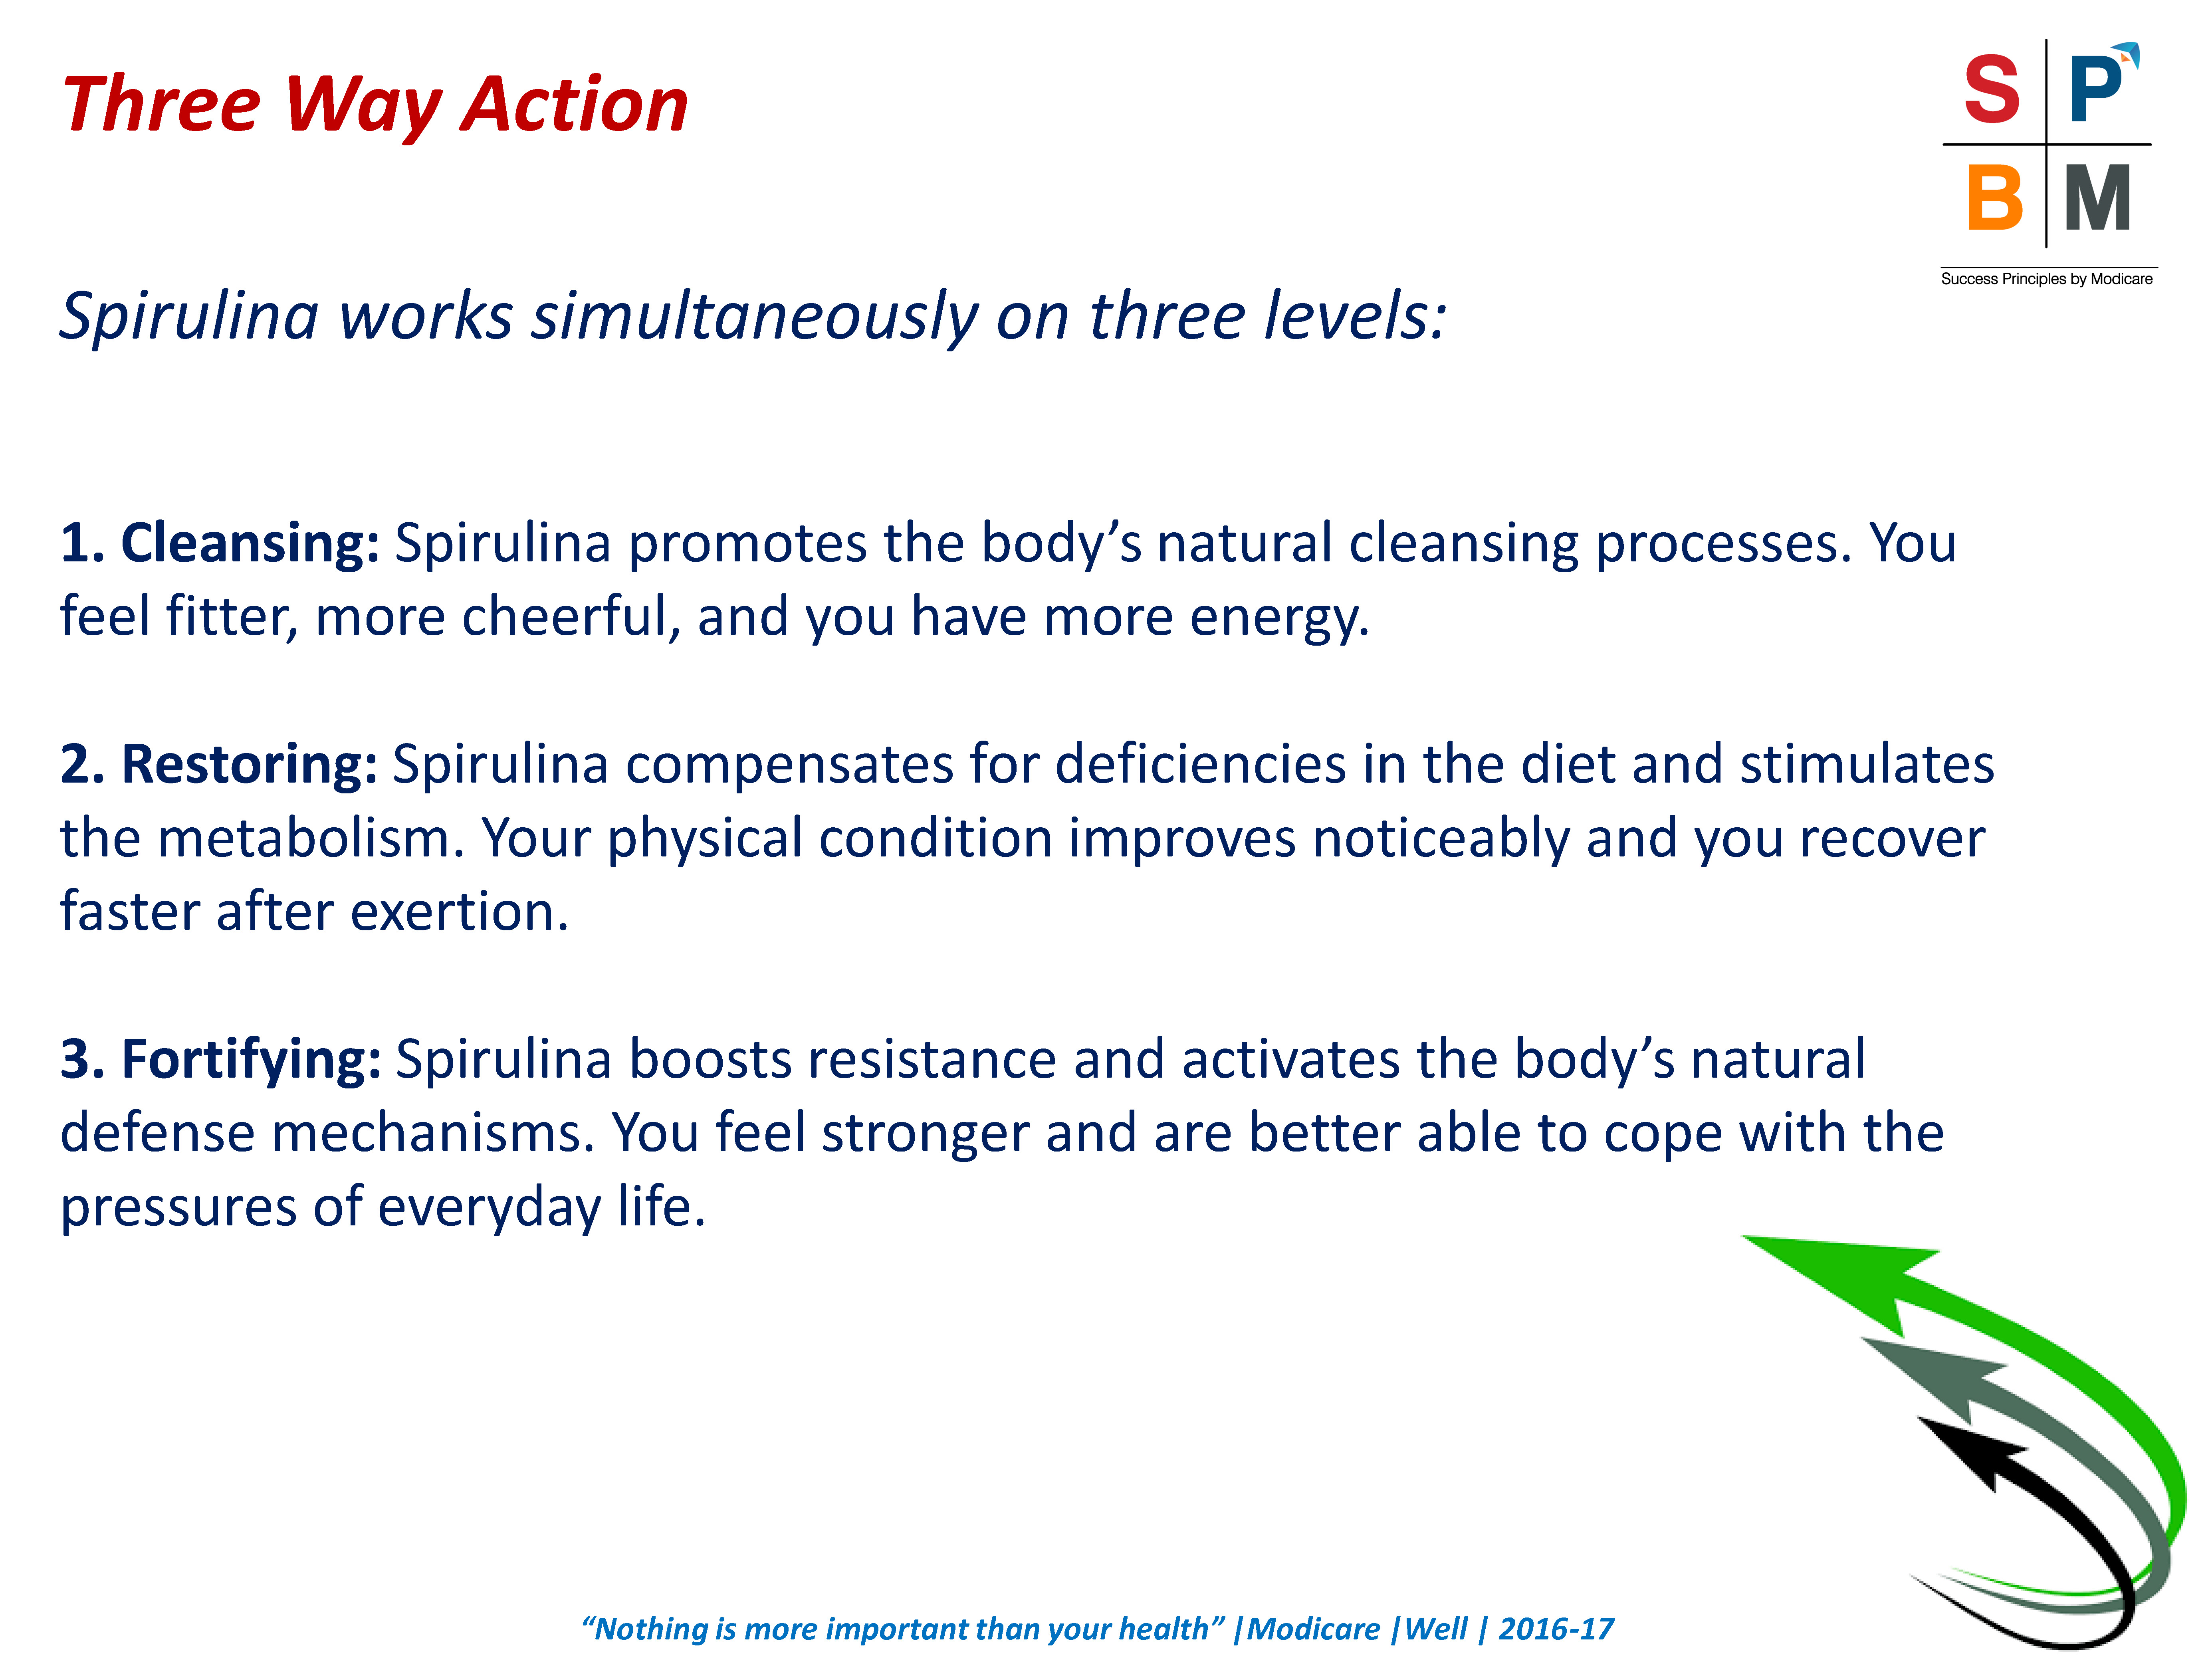 Three Way Action
S P
B M
Success Principles by Modicare
Spirulina works simultaneously on three levels:
1. Cleansing: Spirulina promotes the body’s natural cleansing processes. You
feel fitter, more cheerful, and you have more energy.
2. Restoring: Spirulina compensates for deficiencies in the diet and stimulates
the metabolism. Your physical condition improves noticeably and you recover
faster after exertion.
3. Fortifying: Spirulina boosts resistance and activates the body’s natural
defense mechanisms. You feel stronger and are better able to cope with the
pressures of everyday life.
“Nothing is more important than your health” |Modicare |Well | 2016-17